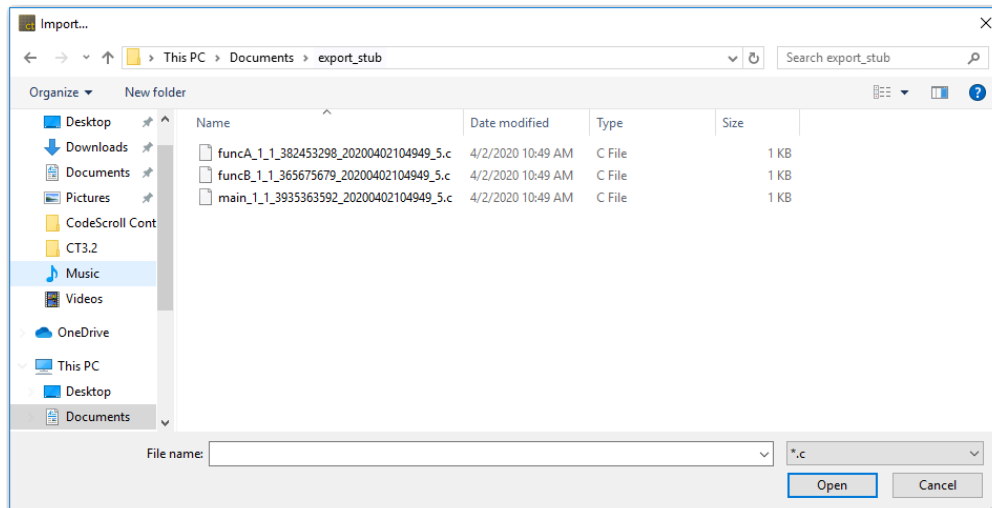 ct Import...
This PC > Documents > export_stub
Search export_stub
Organize New folder
Name Date modified Type Size
funcA_1_1_382453298_20200402104949_5.c 4/2/2020 10:49 AM C File 1 KB
funcB_1_1_365675679_20200402104949_5.c 4/2/2020 10:49 AM C File 1 KB
main_1_1_3935363592_20200402104949_5.c 4/2/2020 10:49 AM C File 1 KB
Desktop
Downloads
Documents
Pictures
CodeScroll Cont
CT3.2
Music
Videos
OneDrive
This PC
Desktop
Documents
File name: *.c
Open Cancel